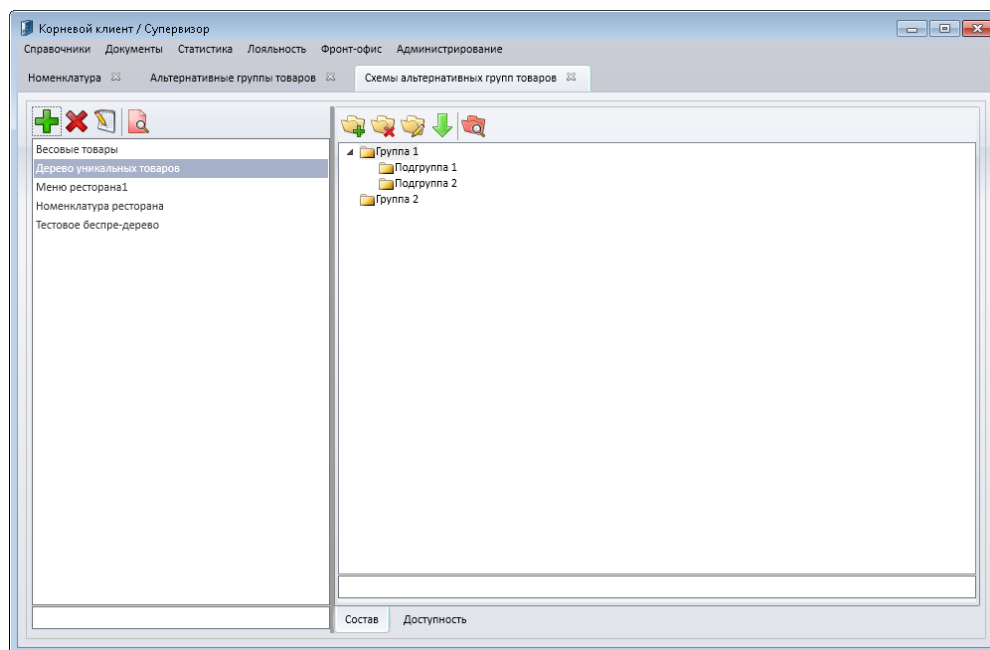 Корневой клиент / Супервизор
Справочники Документы Статистика Лояльность Фронт-офис Администрирование
Номенклатура Альтернативные группы товаров Схемы альтернативных групп товаров
Весовые товары
Дерево уникальных товаров
Меню ресторана1
Номенклатура ресторана
Тестовое беспре-дерево
Группа 1
Подгруппа 1
Подгруппа 2
Группа 2
Состав Доступность